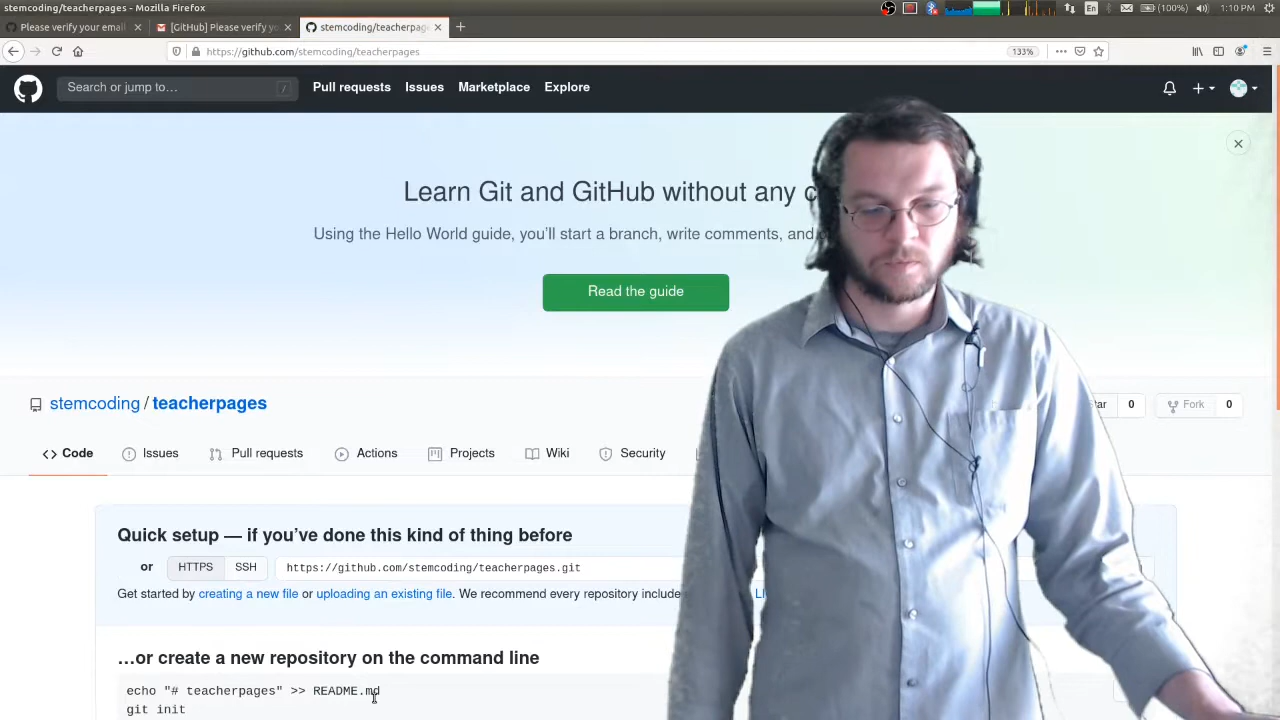 stemcoding/teacherpages - Mozilla Firefox
En
(100%)
1:10 PM
Please verify your email
[GitHub] Please verify y
stemcoding/teacherpage
https://github.com/stemcoding/teacherpages
133%
Search or jump to…
/
Pull requests
Issues
Marketplace
Explore
Learn Git and GitHub without any
Using the Hello World guide, you'll start a branch, write comments, and
Read the guide
stemcoding / teacherpages
0
Fork
0
Code
Issues
Pull requests
Actions
Projects
Wiki
Security
Quick setup — if you've done this kind of thing before
or
HTTPS
SSH
https://github.com/stemcoding/teacherpages.git
Get started by creating a new file or uploading an existing file. We recommend every repository include
…or create a new repository on the command line
echo "# teacherpages" >> README.md
git init